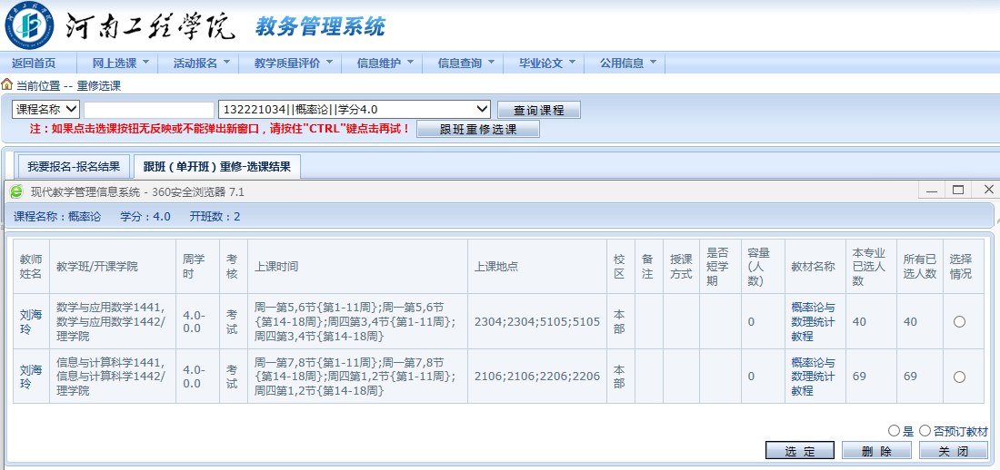 河南工程学院 教务管理系统
返回首页 网上选课 活动报名 教学质量评价 信息维护 信息查询 毕业论文 公用信息
当前位置 -- 重修选课
课程名称 132221034||概率论||学分4.0 查询课程
注：如果点击选课按钮无反映或不能弹出新窗口，请按住"CTRL"键点击再试！ 跟班重修选课
我要报名-报名结果 跟班（单开班）重修-选课结果
现代教学管理信息系统 - 360安全浏览器 7.1
课程名称：概率论 学分：4.0 开班数：2
教师姓名 教学班/开课学院 周学时 考核 上课时间 上课地点 校区 备注 授课方式 是否短学期 容量(人数) 教材名称 本专业已选人数 所有已选人数 选择情况
刘海玲 数学与应用数学1441,数学与应用数学1442/理学院 4.0-0.0 考试 周一第5,6节{第1-11周};周一第5,6节{第14-18周};周四第3,4节{第1-11周};周四第3,4节{第14-18周} 2304;2304;5105;5105 本部 0 概率论与数理统计教程 40 40
刘海玲 信息与计算科学1441,信息与计算科学1442/理学院 4.0-0.0 考试 周一第7,8节{第1-11周};周一第7,8节{第14-18周};周四第1,2节{第1-11周};周四第1,2节{第14-18周} 2106;2106;2206;2206 本部 0 概率论与数理统计教程 69 69
是 否预订教材
选 定 删 除 关 闭